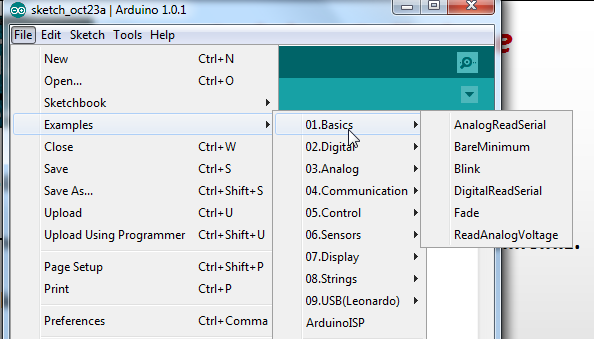 sketch_oct23a | Arduino 1.0.1
File Edit Sketch Tools Help
New Ctrl+N
Open... Ctrl+O
Sketchbook
Examples
Close Ctrl+W
Save Ctrl+S
Save As... Ctrl+Shift+S
Upload Ctrl+U
Upload Using Programmer Ctrl+Shift+U
Page Setup Ctrl+Shift+P
Print Ctrl+P
Preferences Ctrl+Comma
01.Basics
02.Digital
03.Analog
04.Communication
05.Control
06.Sensors
07.Display
08.Strings
09.USB(Leonardo)
ArduinoISP
AnalogReadSerial
BareMinimum
Blink
DigitalReadSerial
Fade
ReadAnalogVoltage